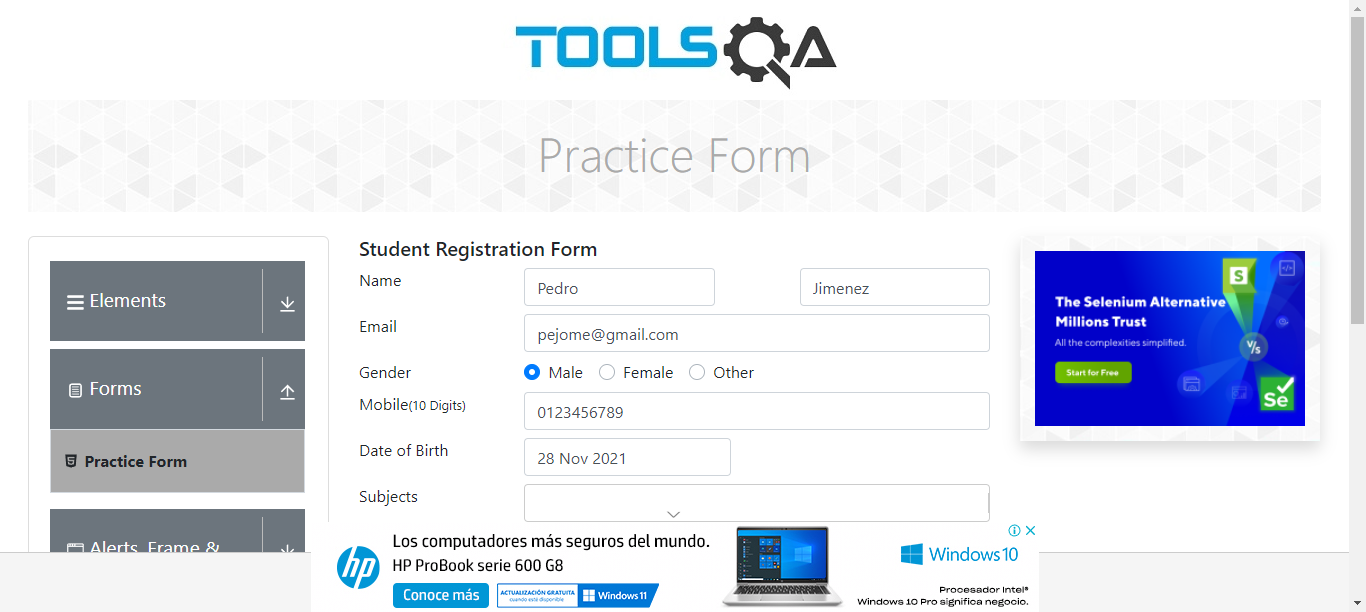 TOOLSQA
Practice Form
Elements
Forms
Practice Form
Alerts, Frame &
Student Registration Form
Name
Pedro
Jimenez
Email
pejome@gmail.com
Gender
Male
Female
Other
Mobile(10 Digits)
0123456789
Date of Birth
28 Nov 2021
Subjects
S
The Selenium Alternative
Millions Trust
All the complexities simplified.
Start for Free
V/s
Se
hp
Los computadores más seguros del mundo.
HP ProBook serie 600 G8
Conoce más
ACTUALIZACIÓN GRATUITA
cuando esté disponible
Windows 11
Windows 10
Procesador Intel®
Windows 10 Pro significa negocio.